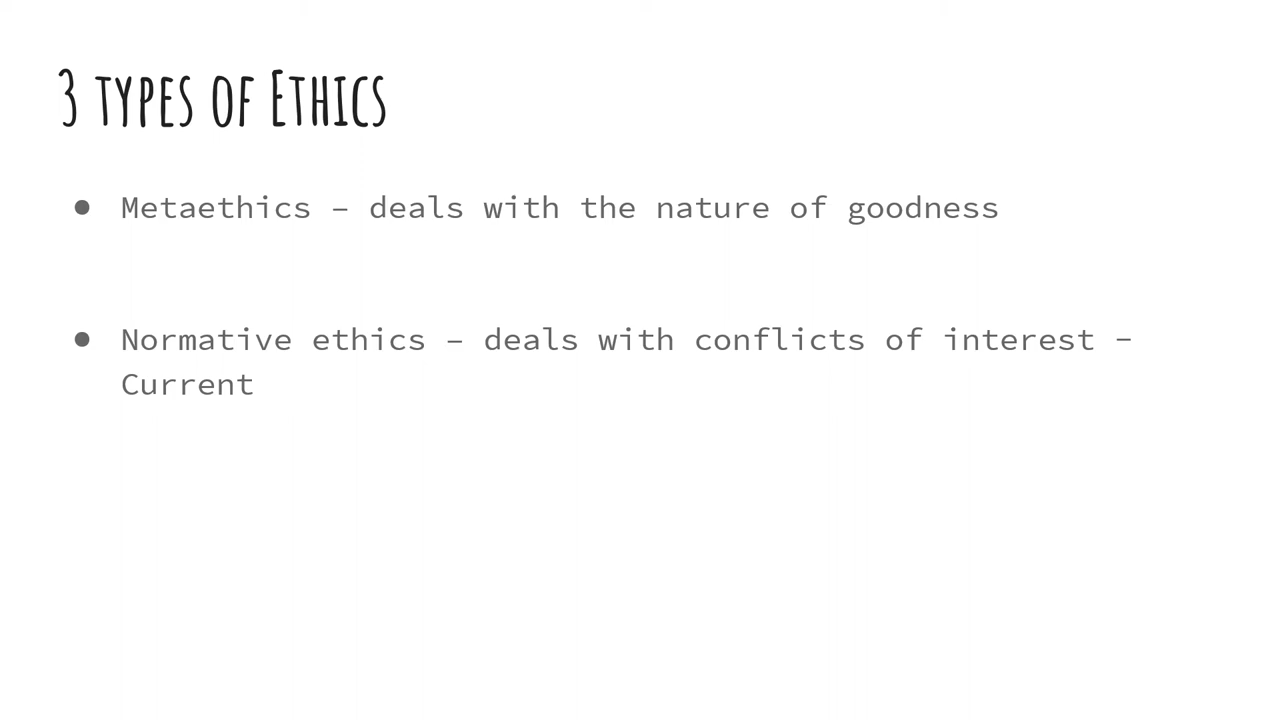 3 types of Ethics
● Metaethics – deals with the nature of goodness
● Normative ethics – deals with conflicts of interest –
Current